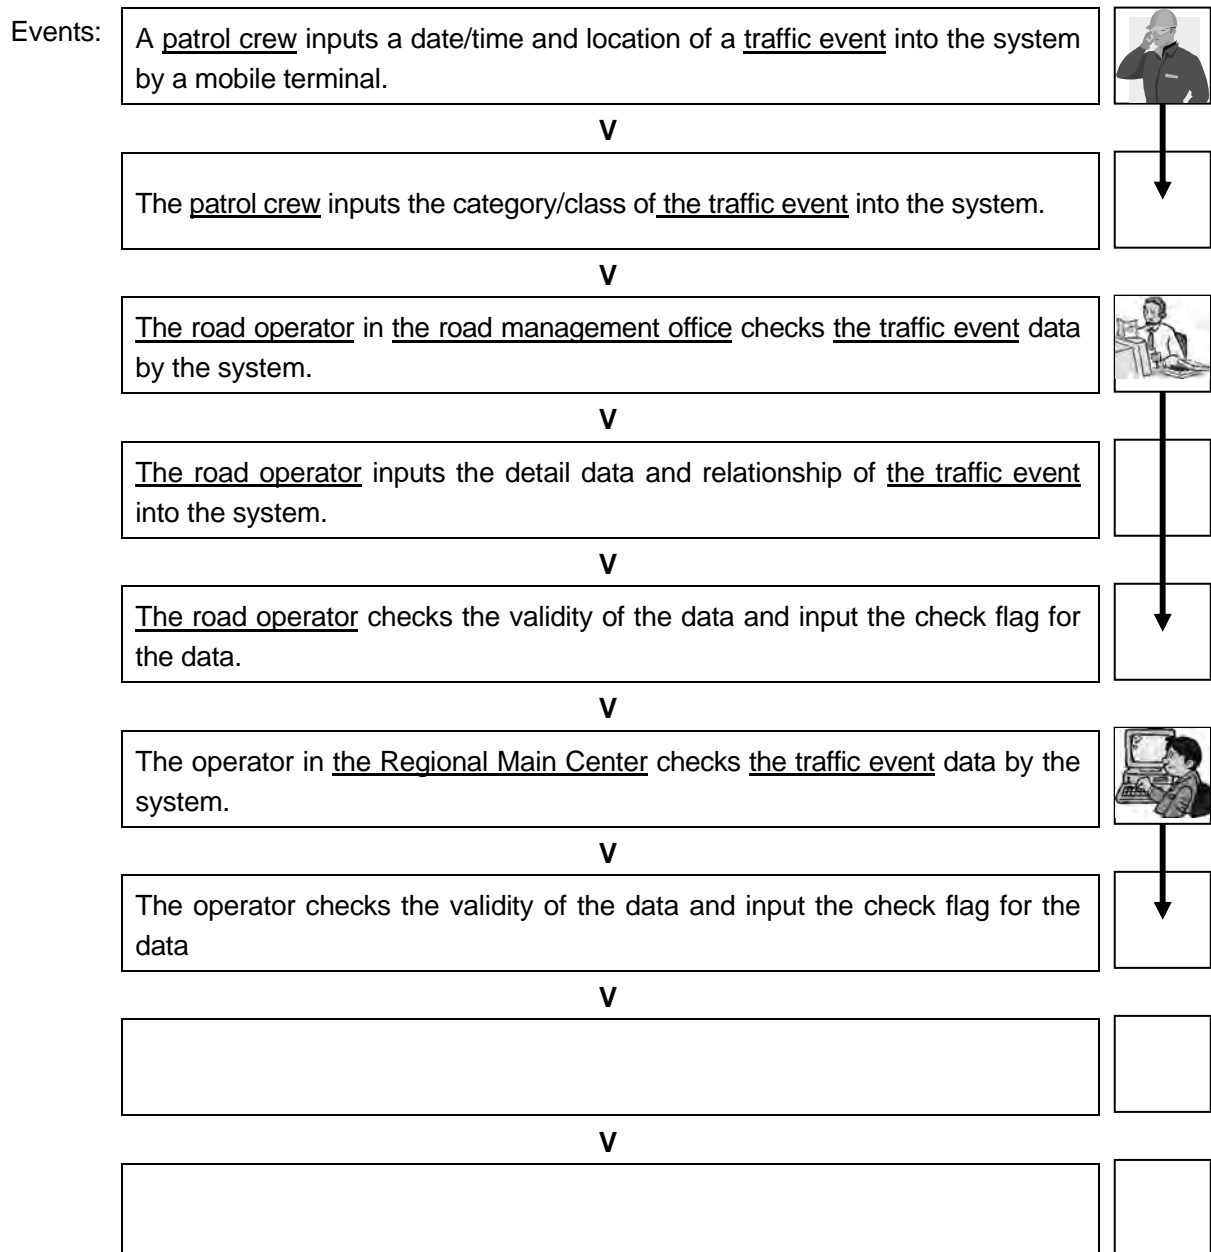 Events:
A patrol crew inputs a date/time and location of a traffic event into the system
by a mobile terminal.
V
The patrol crew inputs the category/class of the traffic event into the system.
V
The road operator in the road management office checks the traffic event data
by the system.
V
The road operator inputs the detail data and relationship of the traffic event
into the system.
V
The road operator checks the validity of the data and input the check flag for
the data.
V
The operator in the Regional Main Center checks the traffic event data by the
system.
V
The operator checks the validity of the data and input the check flag for the
data
V
V